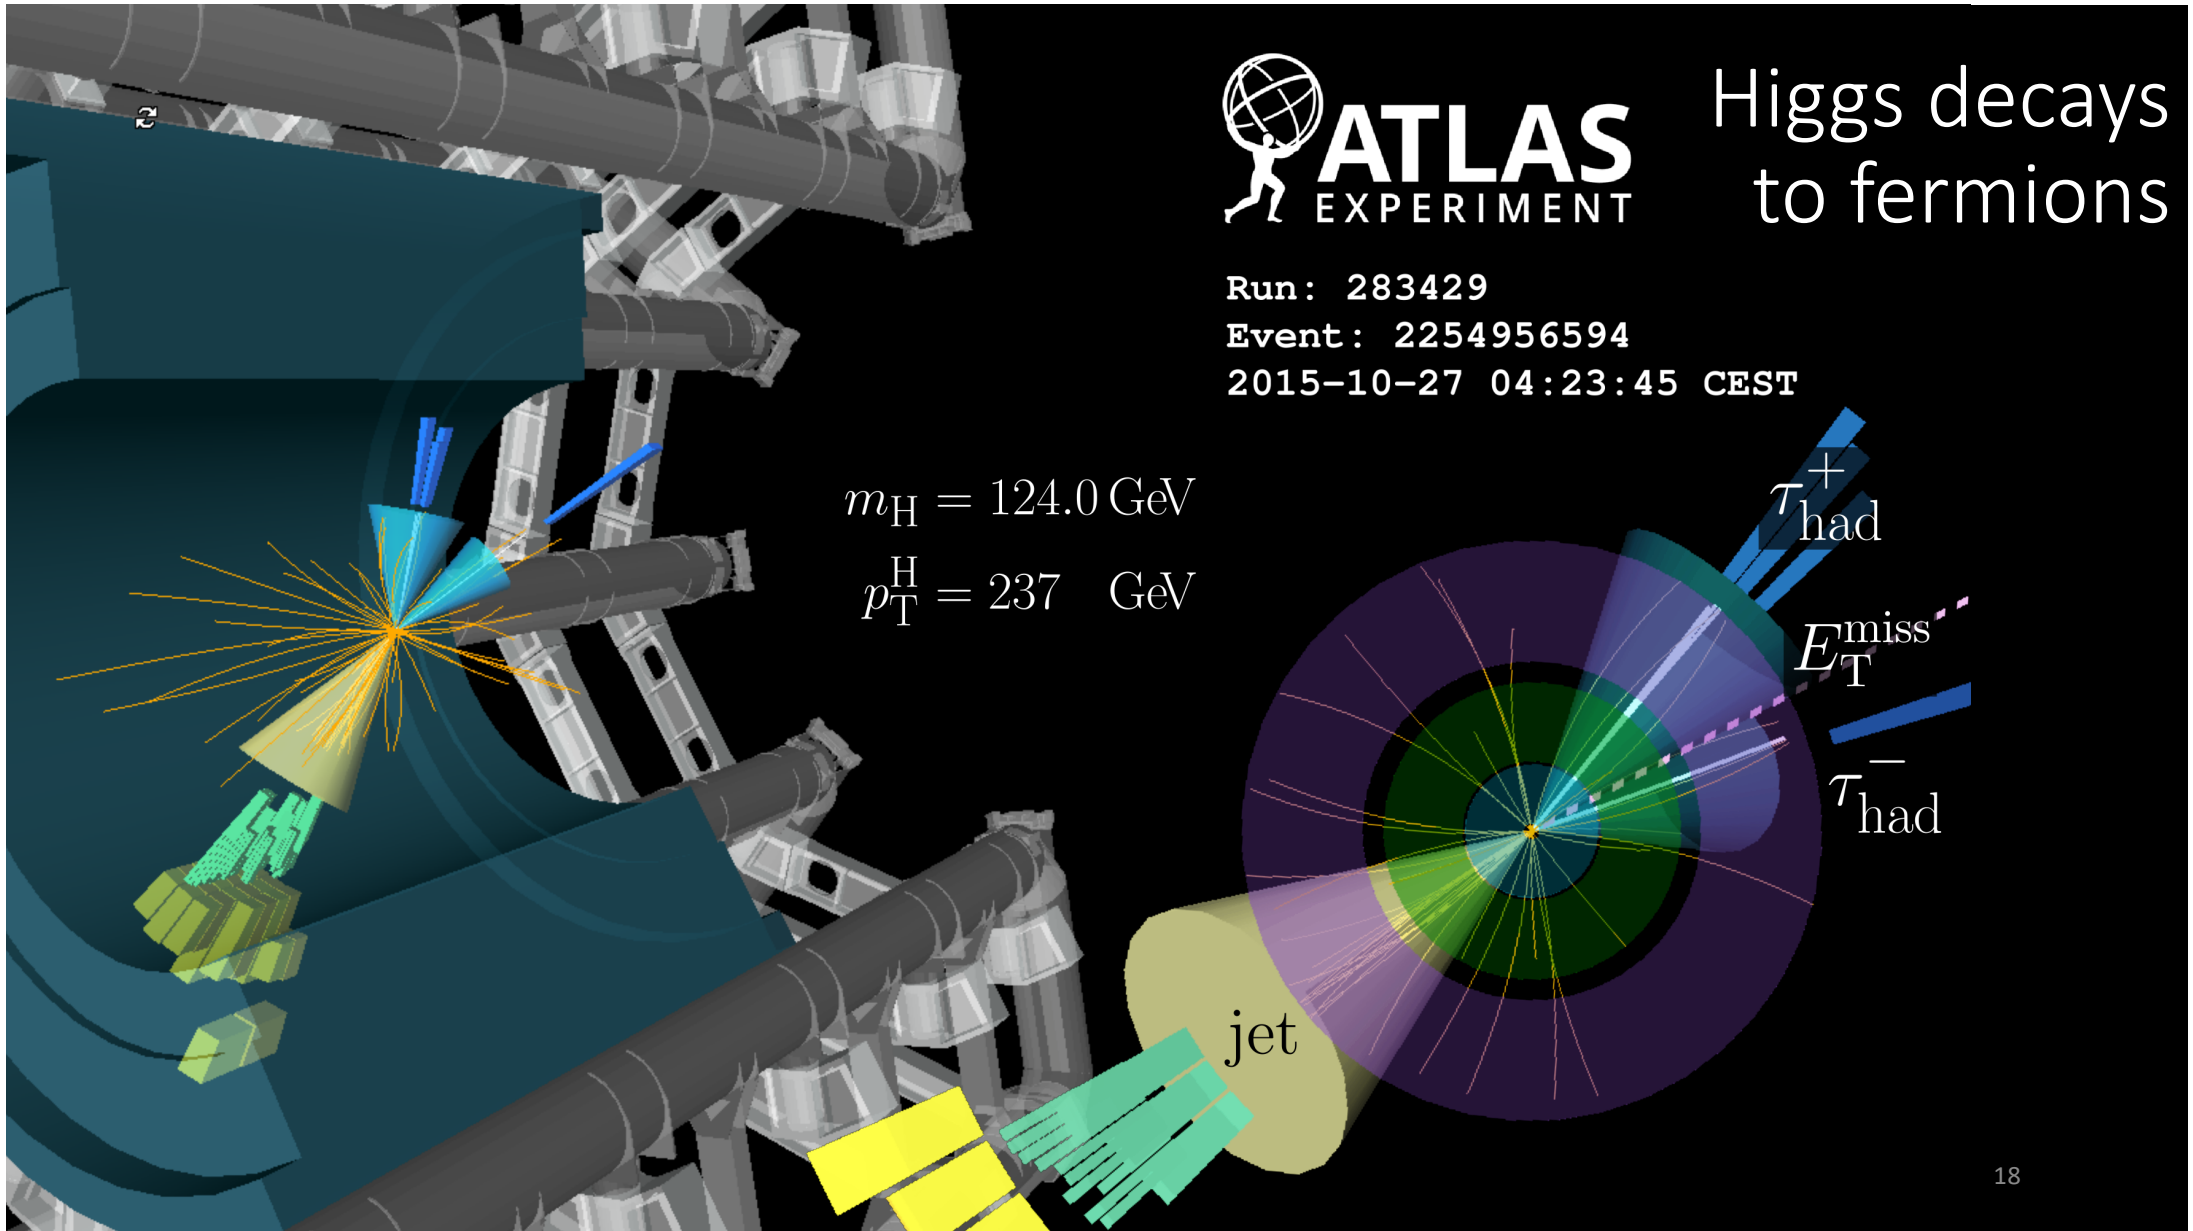 Higgs decays
to fermions
ATLAS
EXPERIMENT
Run: 283429
Event: 2254956594
2015-10-27 04:23:45 CEST
m_H = 124.0 GeV
p_T^H = 237 GeV
τ_had^+
E_T^miss
τ_had^-
jet
18